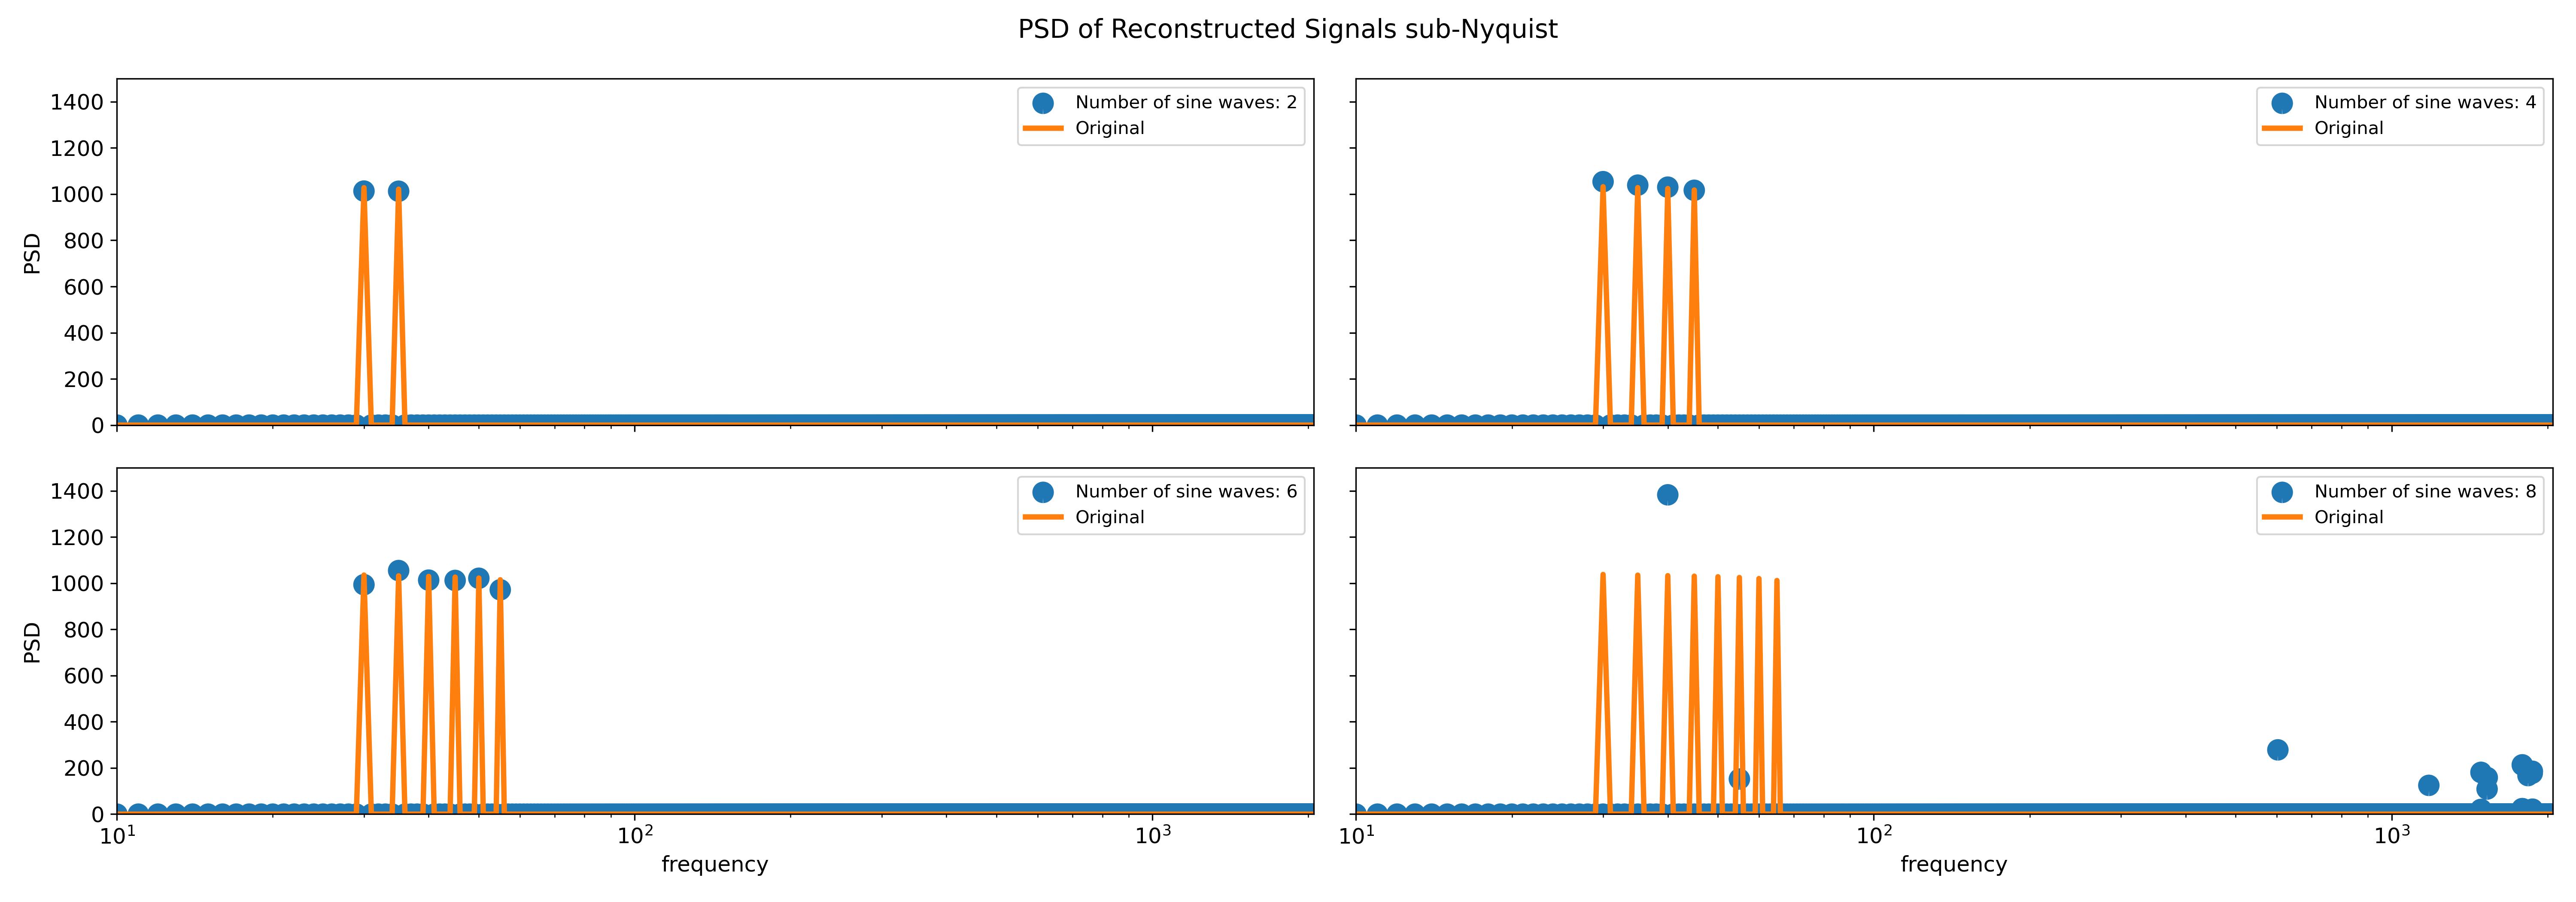 PSD of Reconstructed Signals sub-Nyquist
1400
1200
1000
800
600
400
200
0
PSD
Number of sine waves: 2
Original
Number of sine waves: 4
Original
1400
1200
1000
800
600
400
200
0
PSD
Number of sine waves: 6
Original
Number of sine waves: 8
Original
10¹ 10² 10³
frequency
10¹ 10² 10³
frequency